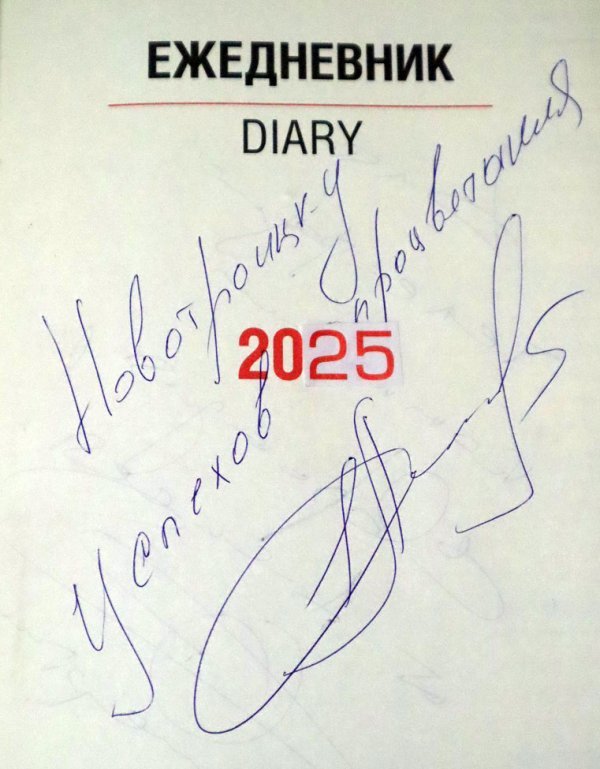 ЕЖЕДНЕВНИК
DIARY
Новотроицку процветания
2025
Успехов